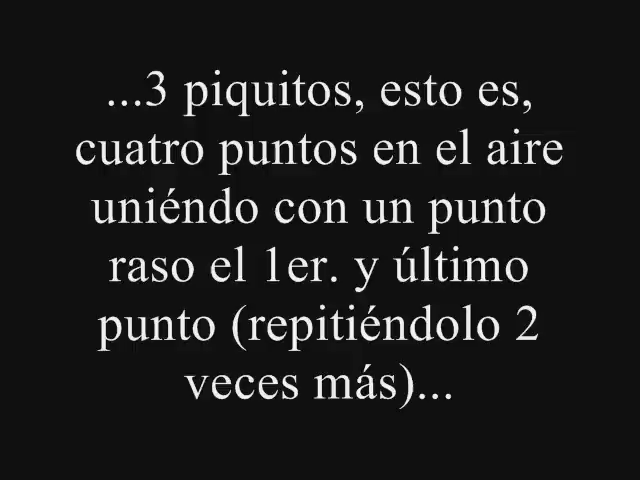 ...3 piquitos, esto es,
cuatro puntos en el aire
uniéndo con un punto
raso el 1er. y último
punto (repitiéndolo 2
veces más)...